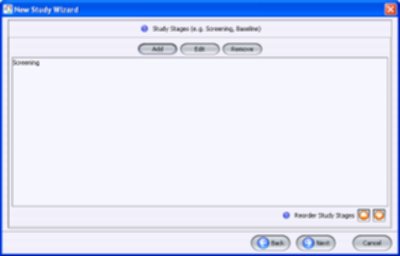 New Study Wizard
Study Stages (e.g. Screening, Baseline)
Add Edit Remove
Screening
Reorder Study Stages
Back Next Cancel